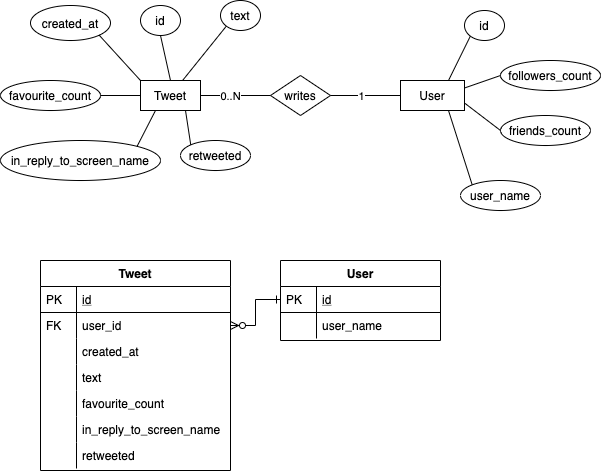 created_at
id
text
favourite_count
Tweet
0..N
writes
1
User
in_reply_to_screen_name
retweeted
id
followers_count
friends_count
user_name
Tweet
PK id
FK user_id
created_at
text
favourite_count
in_reply_to_screen_name
retweeted
User
PK id
user_name